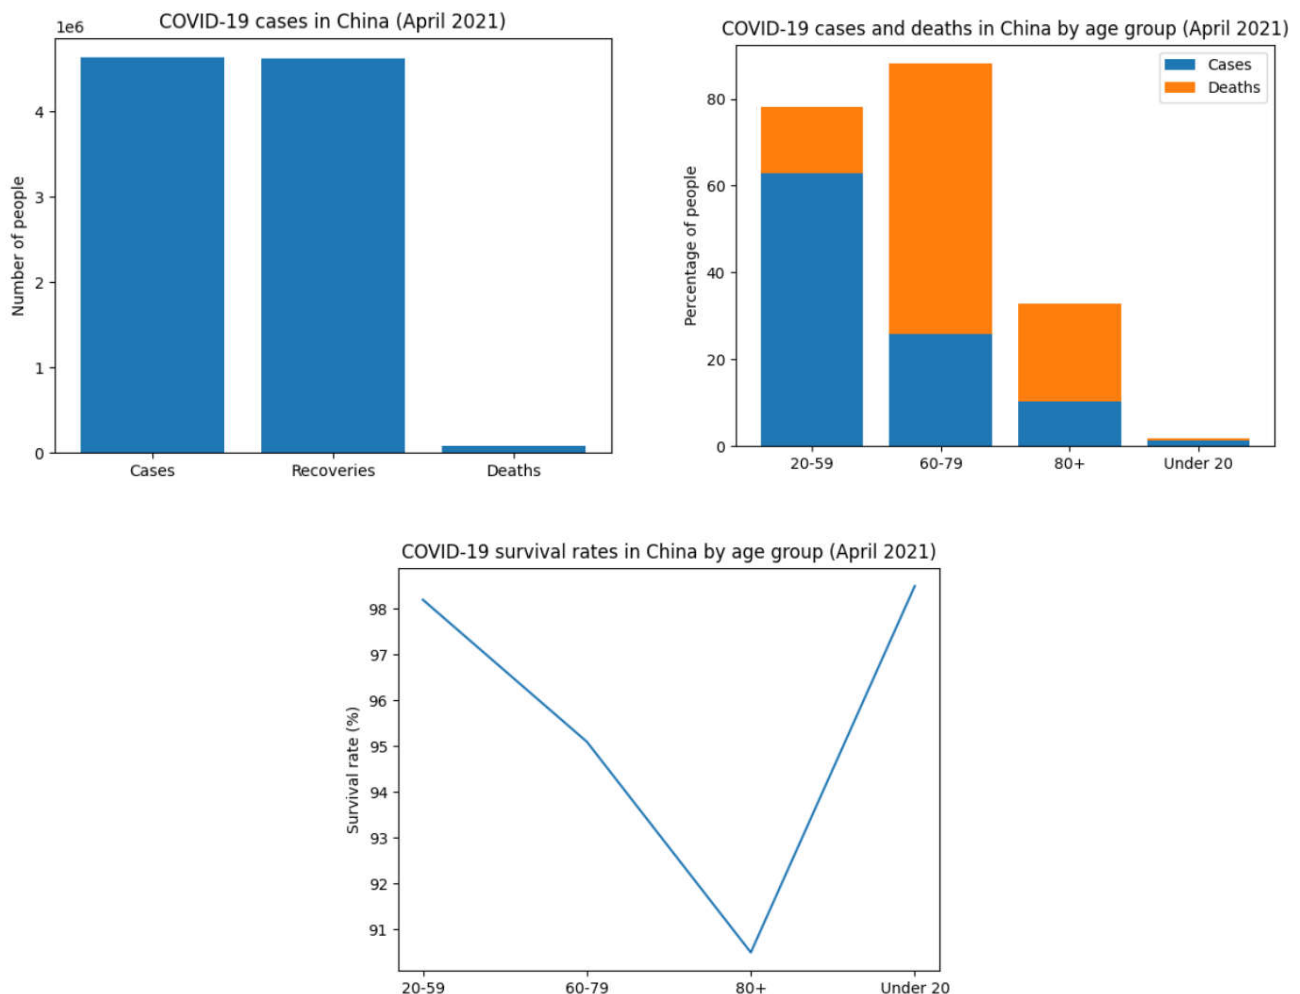 COVID-19 cases in China (April 2021)
1e6
Number of people
4
3
2
1
0
Cases
Recoveries
Deaths
COVID-19 cases and deaths in China by age group (April 2021)
Cases
Deaths
Percentage of people
80
60
40
20
0
20-59
60-79
80+
Under 20
COVID-19 survival rates in China by age group (April 2021)
Survival rate (%)
98
97
96
95
94
93
92
91
20-59
60-79
80+
Under 20